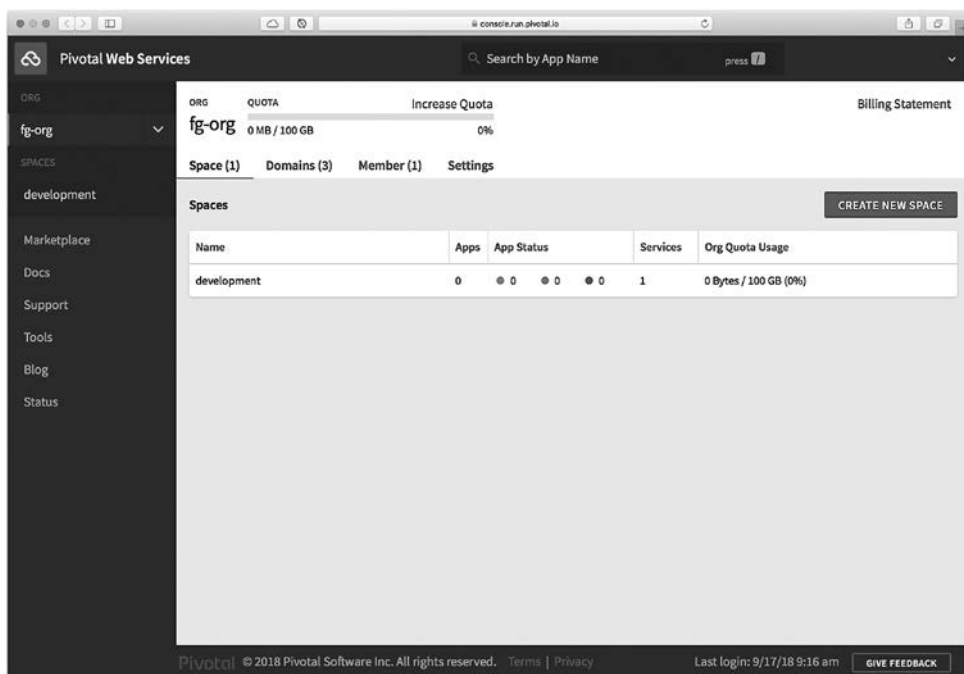 console.run.pivotal.io
Pivotal Web Services
Search by App Name
press /
ORG
fg-org
SPACES
development
Marketplace
Docs
Support
Tools
Blog
Status
ORG QUOTA Increase Quota
fg-org 0 MB / 100 GB 0%
Billing Statement
Space (1) Domains (3) Member (1) Settings
Spaces
CREATE NEW SPACE
Name Apps App Status Services Org Quota Usage
development 0 0 0 0 1 0 Bytes / 100 GB (0%)
Pivotal © 2018 Pivotal Software Inc. All rights reserved. Terms | Privacy Last login: 9/17/18 9:16 am GIVE FEEDBACK